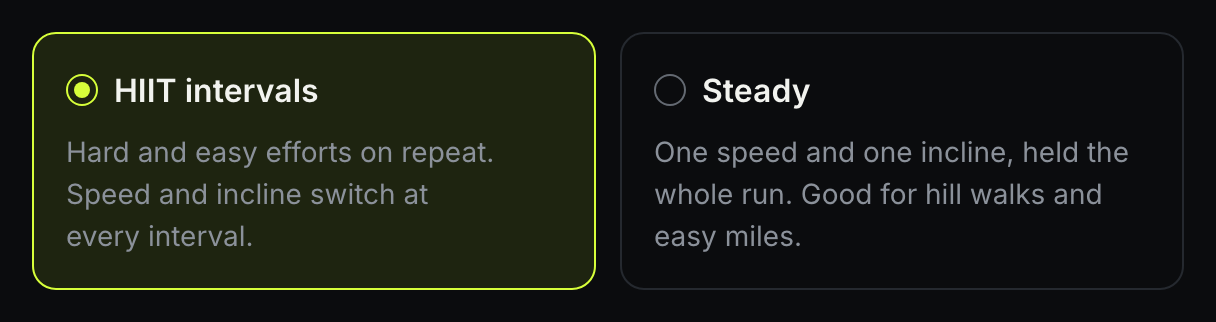 HIIT intervals
Hard and easy efforts on repeat.
Speed and incline switch at
every interval.
Steady
One speed and one incline, held the
whole run. Good for hill walks and
easy miles.